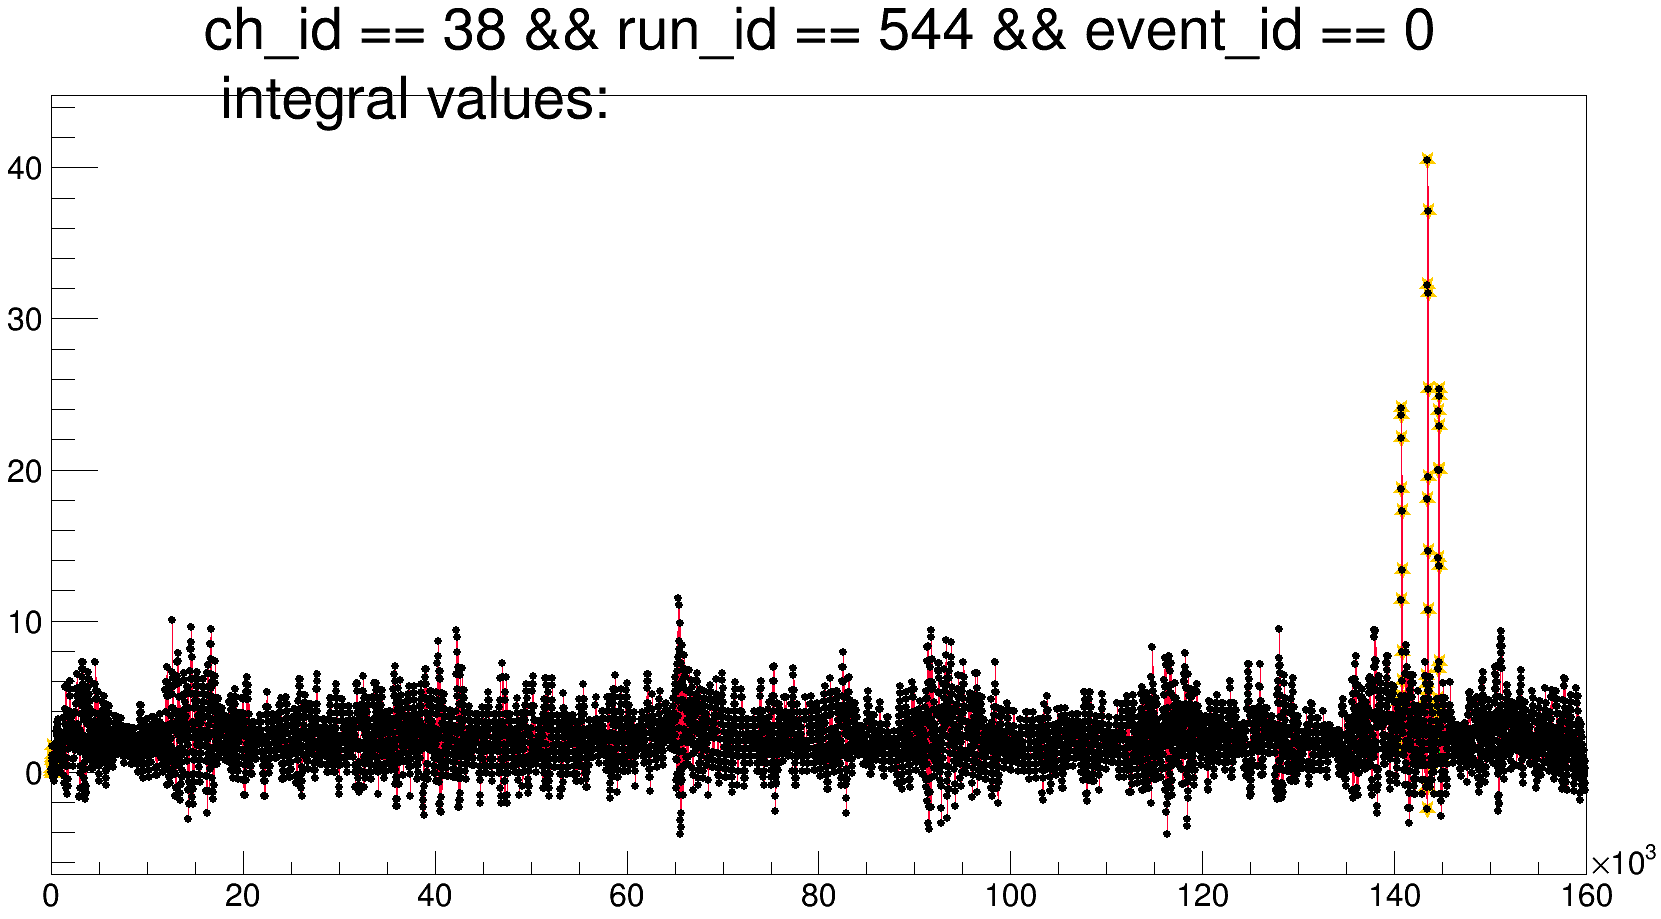 ch_id == 38 && run_id == 544 && event_id == 0
integral values:
40
30
20
10
0
×10³
0 20 40 60 80 100 120 140 160